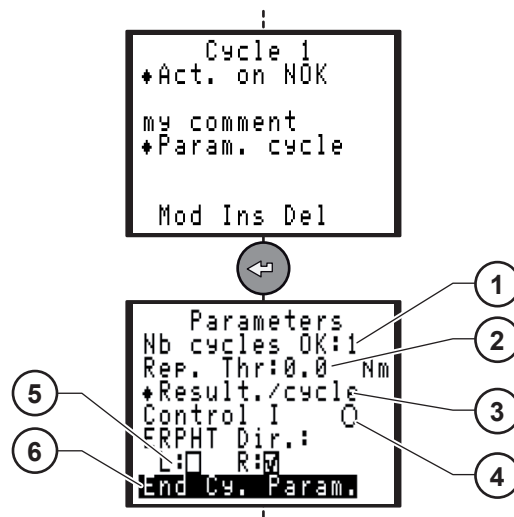 Cycle 1
♦Act. on NOK
my comment
♦Param. cycle
Mod Ins Del
Parameters
Nb cycles OK:1
Rep. Thr:0.0 Nm
♦Result./cycle
Control I O
ERPHT Dir.:
L:☐ R:☑
End Cy. Param.
1
2
3
4
5
6